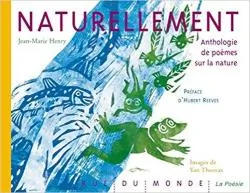 NATURELLEMENT
Jean-Marie Henry
Anthologie
de poèmes
sur la nature
PRÉFACE
D'HUBERT REEVES
Images de
Yan Thomas
RUE DU MONDE
La Poésie